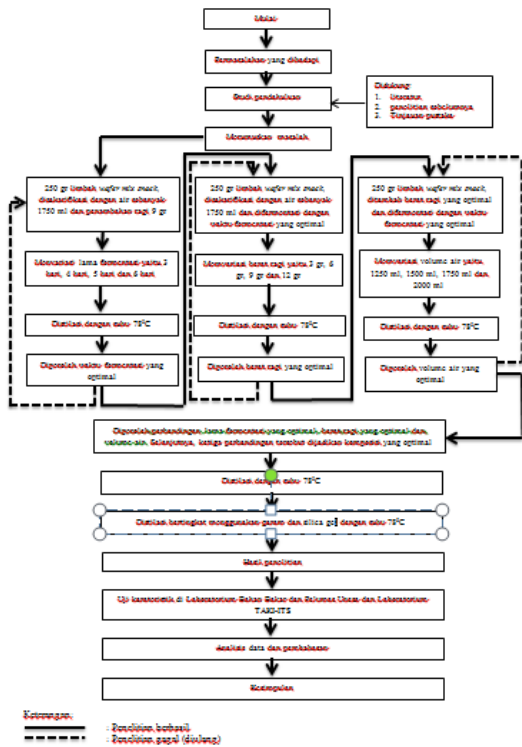 Mulai
Permasalahan yang dihadapi
Studi pendahuluan
Didukung:
1. literatur
2. penelitian sebelumnya
3. Tinjauan pustaka
Merumuskan masalah
250 gr limbah wafer mix snack,
disakarifikasi dengan air sebanyak
1750 ml dan penambahan ragi 9 gr
Memvariasi lama fermentasi yaitu 3
hari, 4 hari, 5 hari dan 6 hari
Distilasi dengan suhu 78°C
Diperoleh waktu fermentasi yang
optimal
250 gr limbah wafer mix snack,
disakarifikasi dengan air sebanyak
1750 ml dan difermentasi dengan
waktu fermentasi yang optimal
Memvariasi berat ragi yaitu 3 gr, 6
gr, 9 gr dan 12 gr
Distilasi dengan suhu 78°C
Diperoleh berat ragi yang optimal
250 gr limbah wafer mix snack,
ditambah berat ragi yang optimal
dan difermentasi dengan waktu
fermentasi yang optimal
Memvariasi volume air yaitu
1250 ml, 1500 ml, 1750 ml dan
2000 ml
Distilasi dengan suhu 78°C
Diperoleh volume air yang
optimal
Diperoleh perbandingan lama fermentasi yang optimal, berat ragi yang optimal dan
volume air. Selanjutnya, ketiga perbandingan tersebut dijadikan komposisi yang optimal
Distilasi dengan suhu 78°C
Distilasi bertingkat menggunakan garam dan silica gel dengan suhu 78°C
Hasil penelitian
Uji karakteristik di Laboratorium Bahan Bakar dan Pelumas Unesa dan Laboratorium
TAKI-ITS
Analisis data dan pembahasan
Kesimpulan
Keterangan:
: Penelitian berhasil
: Penelitian gagal (diulang)